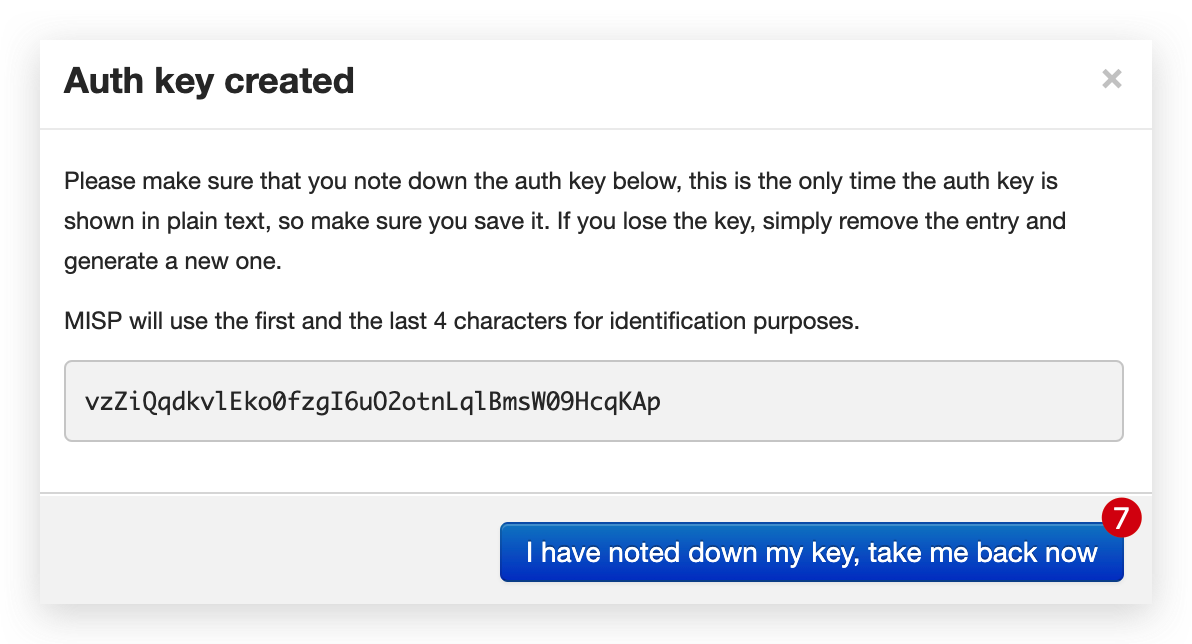 Auth key created
×
Please make sure that you note down the auth key below, this is the only time the auth key is
shown in plain text, so make sure you save it. If you lose the key, simply remove the entry and
generate a new one.
MISP will use the first and the last 4 characters for identification purposes.
vzZiQqdkvlEko0fzgI6uO2otnLqlBmsW09HcqKAp
7
I have noted down my key, take me back now